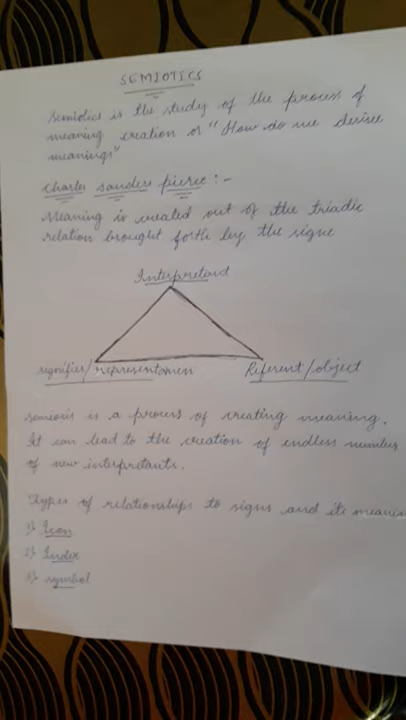 SEMIOTICS
Semiotics is the study of the process of
meaning creation or "How do we derive
meanings"
Charles sanders pierce :-
Meaning is created out of the triadic
relation brought forth by the signe
Interpretand
signifier/representamen Referent/object
semiosis is a process of creating meaning.
It can lead to the creation of endless number
of new interpretants.
Types of relationships to signs and its meanin
1) Icon
2) Index
3) symbol